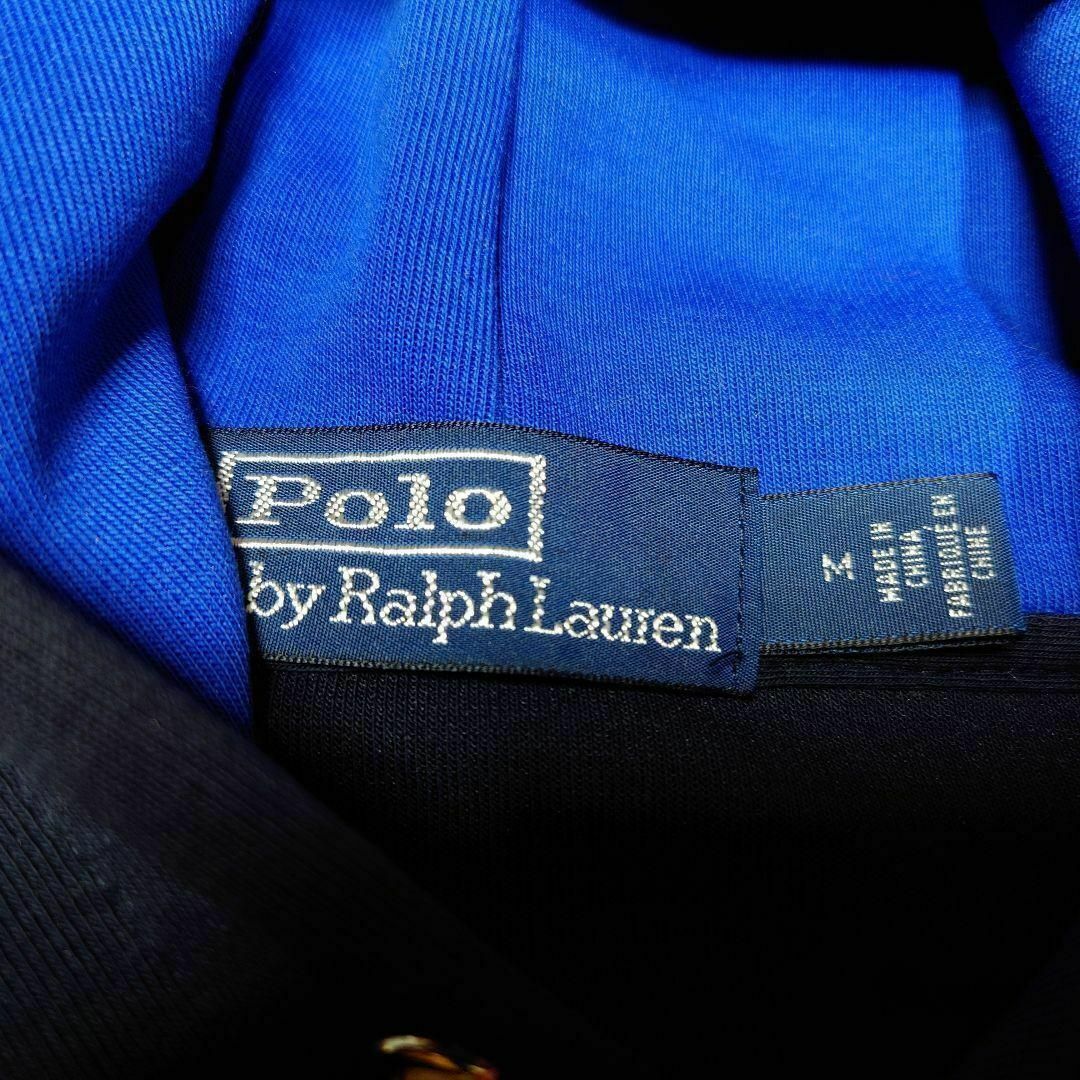 Polo
by Ralph Lauren
M
MADE IN
CHINA
FABRIQUE EN
CHINE